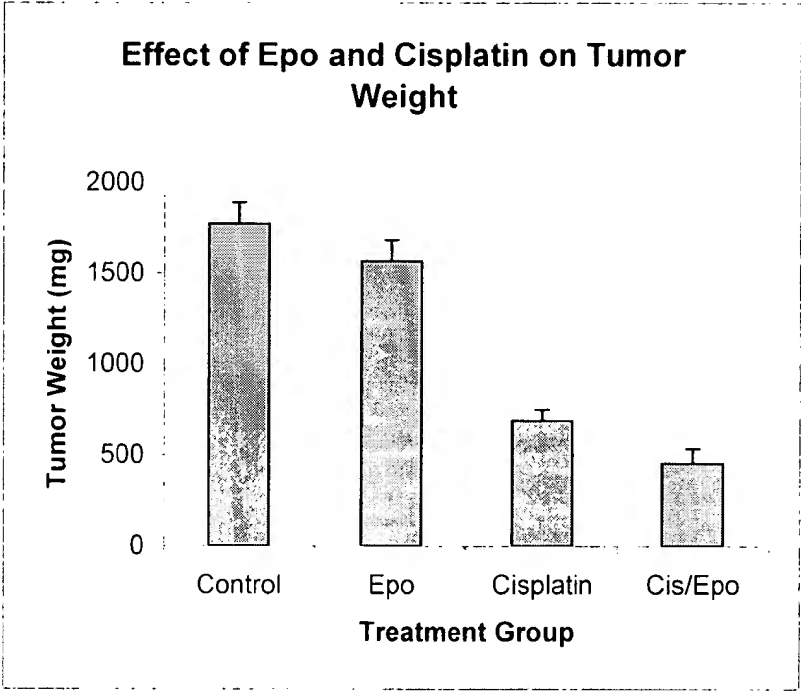 Effect of Epo and Cisplatin on Tumor
Weight
2000
1500
1000
500
0
Tumor Weight (mg)
Control
Epo
Cisplatin
Cis/Epo
Treatment Group